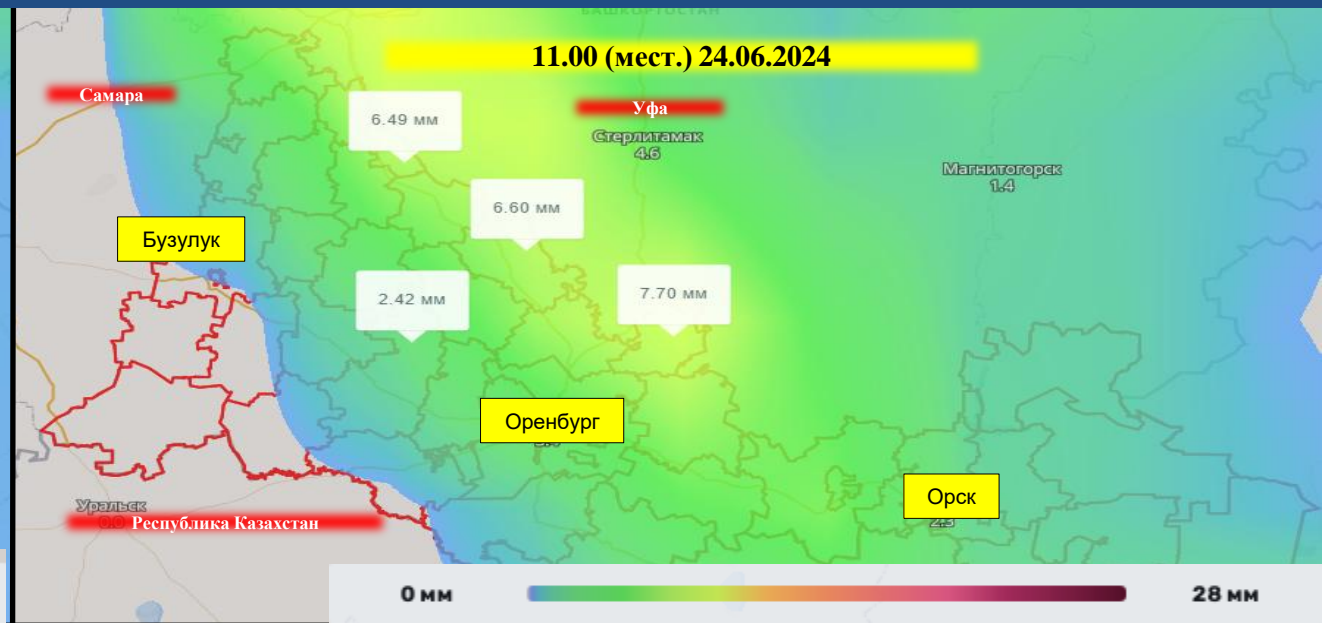 БАШКОРТОСТАН
11.00 (мест.) 24.06.2024
Самара
Уфа
6.49 мм
Стерлитамак
4.6
Магнитогорск
1.4
6.60 мм
Бузулук
2.42 мм
7.70 мм
Оренбург
Орск
2.3
Уральск
0.0
Республика Казахстан
0 мм
28 мм